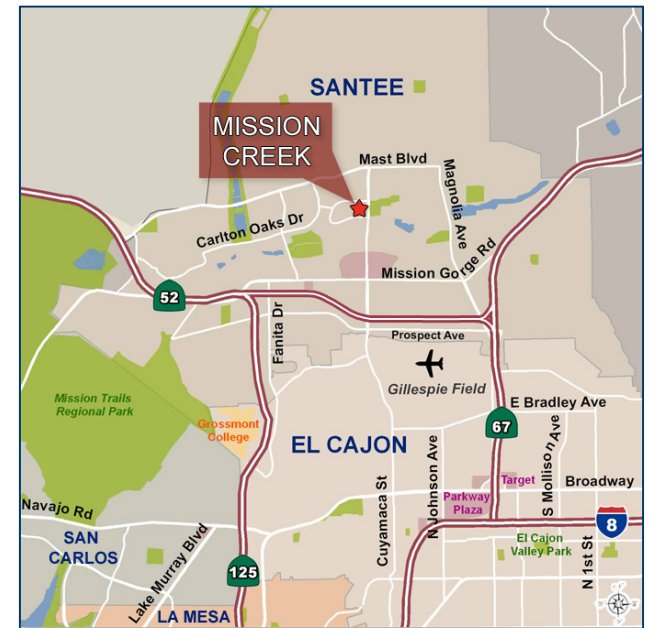 SANTEE
MISSION
CREEK
Mast Blvd
Magnolia Ave
Carlton Oaks Dr
Mission Gorge Rd
52
Fanita Dr
Prospect Ave
Gillespie Field
Mission Trails
Regional Park
Grossmont
College
E Bradley Ave
67
EL CAJON
N Johnson Ave
S Mollison Ave
Target
Broadway
Cuyamaca St
Parkway
Plaza
Navajo Rd
8
SAN
CARLOS
Lake Murray Blvd
El Cajon
Valley Park
N 1st St
125
LA MESA